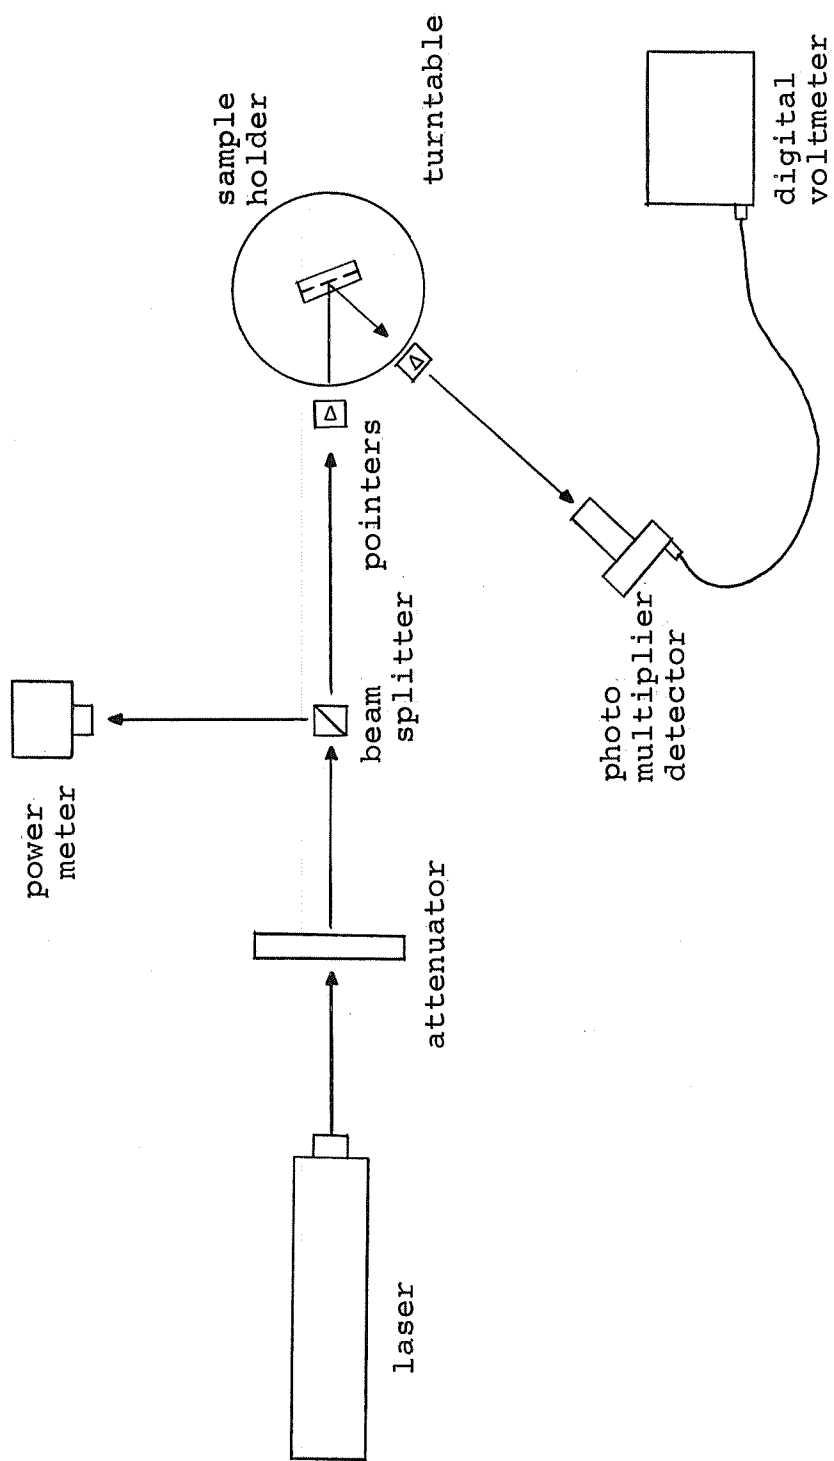 sample
holder
turntable
digital
voltmeter
pointers
beam
splitter
photo
multiplier
detector
power
meter
attenuator
laser